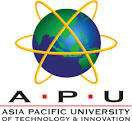 A • P • U
ASIA PACIFIC UNIVERSITY
OF TECHNOLOGY & INNOVATION